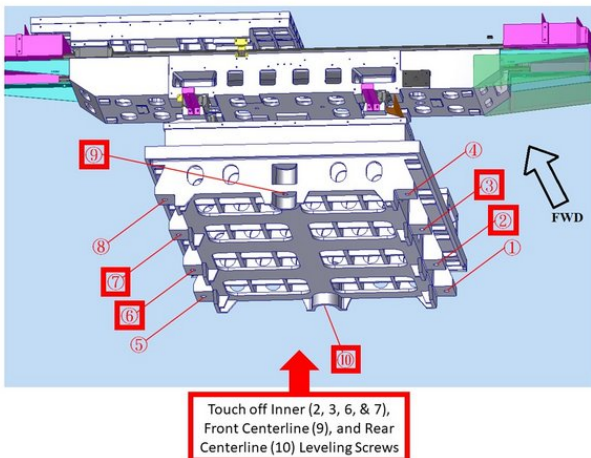 ⑨
④
③
FWD
②
⑧
①
⑦
⑥
⑤
⑩
Touch off Inner (2, 3, 6, & 7),
Front Centerline (9), and Rear
Centerline (10) Leveling Screws